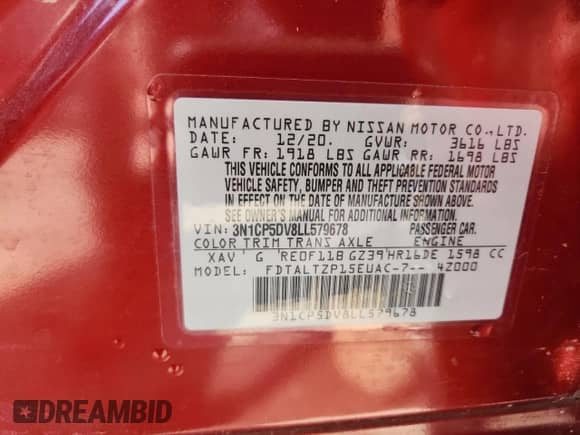 MANUFACTURED BY NISSAN MOTOR CO.,LTD.
DATE: 12/20. GVWR: 3616 LBS
GAWR FR: 1918 LBS GAWR RR: 1698 LBS
THIS VEHICLE CONFORMS TO ALL APPLICABLE FEDERAL MOTOR
VEHICLE SAFETY, BUMPER AND THEFT PREVENTION STANDARDS
IN EFFECT ON THE DATE OF MANUFACTURE SHOWN ABOVE.
SEE OWNER'S MANUAL FOR ADDITIONAL INFORMATION.
VIN: 3N1CP5DV8LL579678 PASSENGER CAR.
COLOR TRIM TRANS AXLE ENGINE
XAV ' G 'RE0F11B GZ39'HR16DE 1598 CC
MODEL: FDTALTZP15EUAC-7-- 4Z000
3N1CP5DV8LL579678
DREAMBID